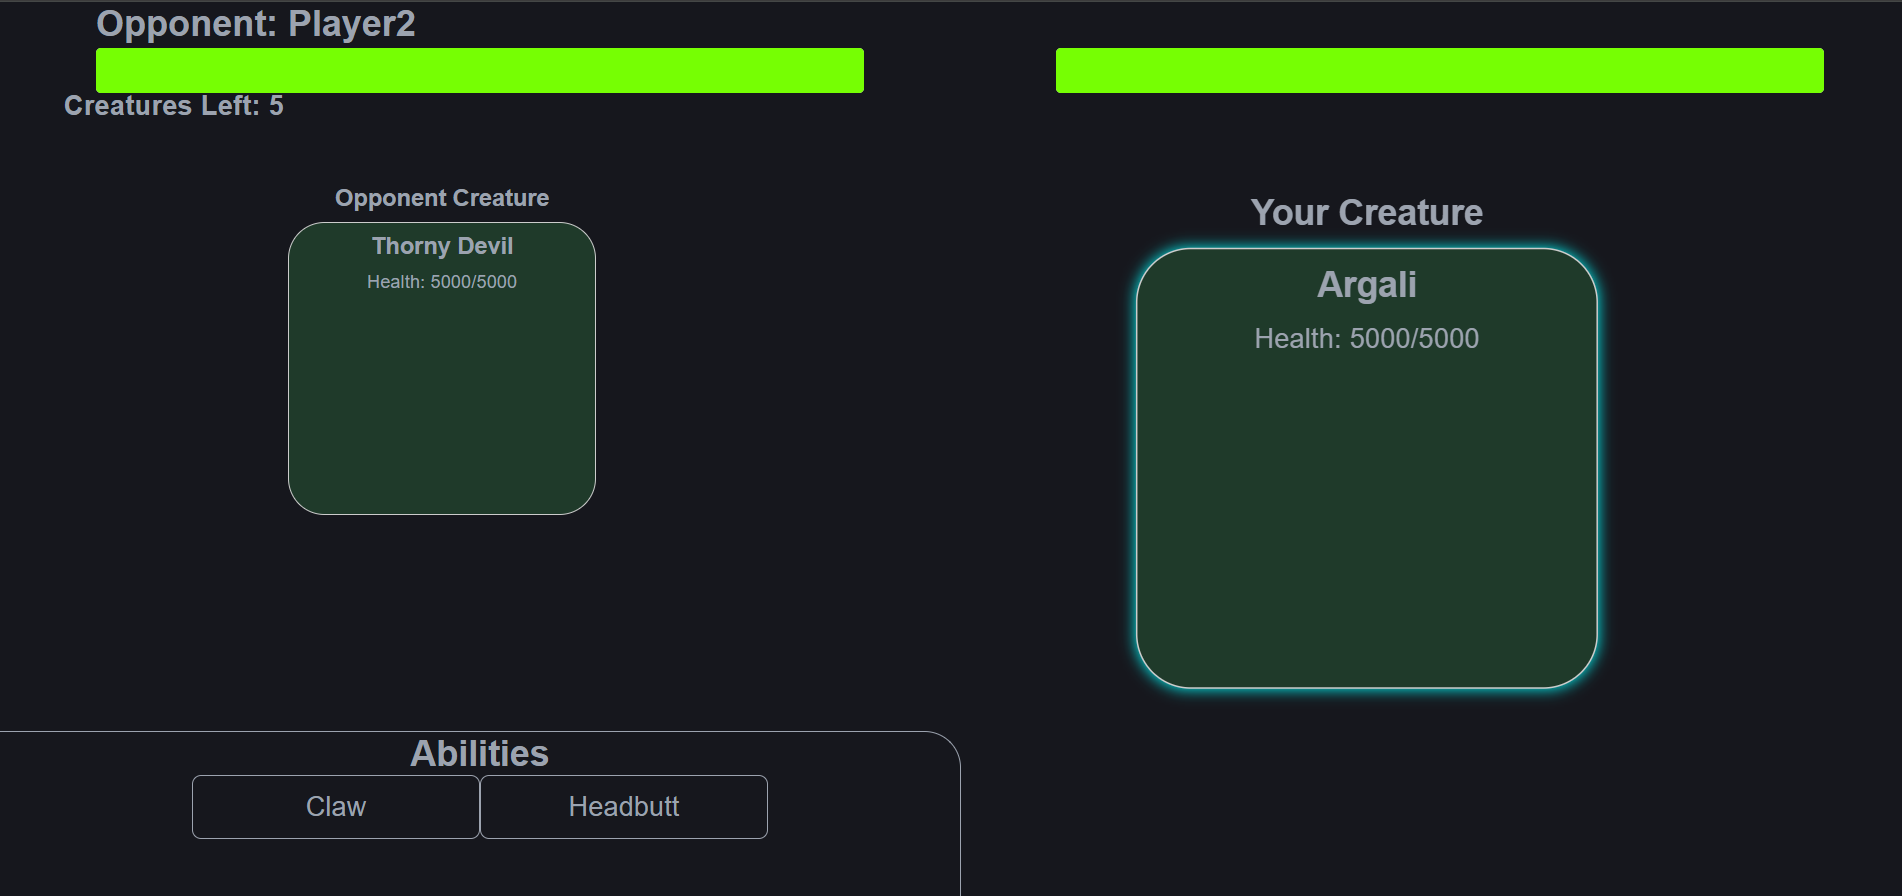 Opponent: Player2
Creatures Left: 5
Opponent Creature
Thorny Devil
Health: 5000/5000
Your Creature
Argali
Health: 5000/5000
Abilities
Claw
Headbutt